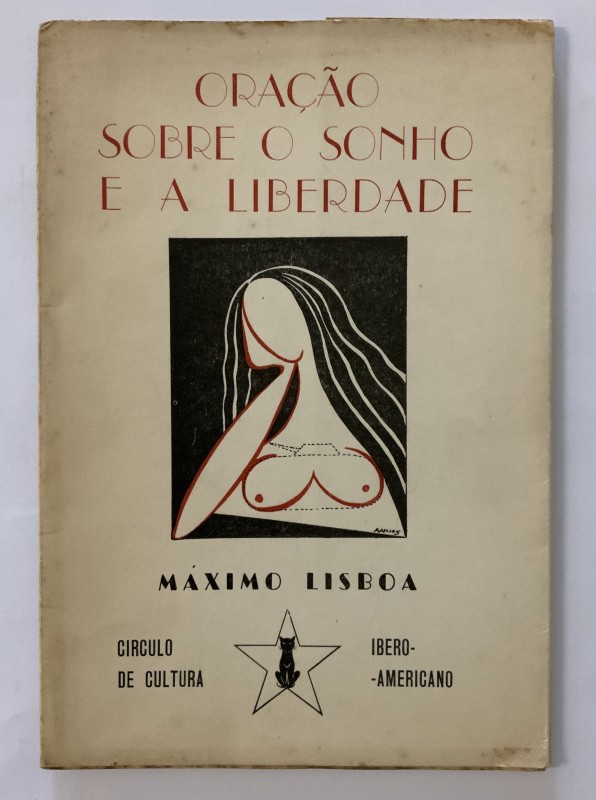 ORAÇÃO
SOBRE O SONHO
E A LIBERDADE
MÁXIMO LISBOA
CIRCULO
DE CULTURA
IBERO-
-AMERICANO